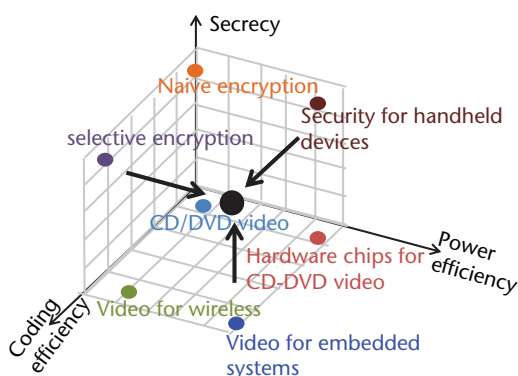 Secrecy
Naive encryption
Security for handheld
devices
selective encryption
CD/DVD video
Power
efficiency
Hardware chips for
CD-DVD video
Coding
efficiency
Video for wireless
Video for embedded
systems